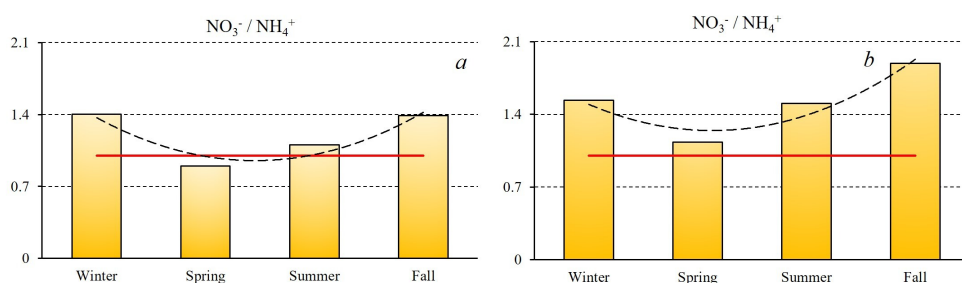 NO₃⁻ / NH₄⁺
2.1
a
1.4
0.7
0
Winter Spring Summer Fall
NO₃⁻ / NH₄⁺
2.1
b
1.4
0.7
0
Winter Spring Summer Fall